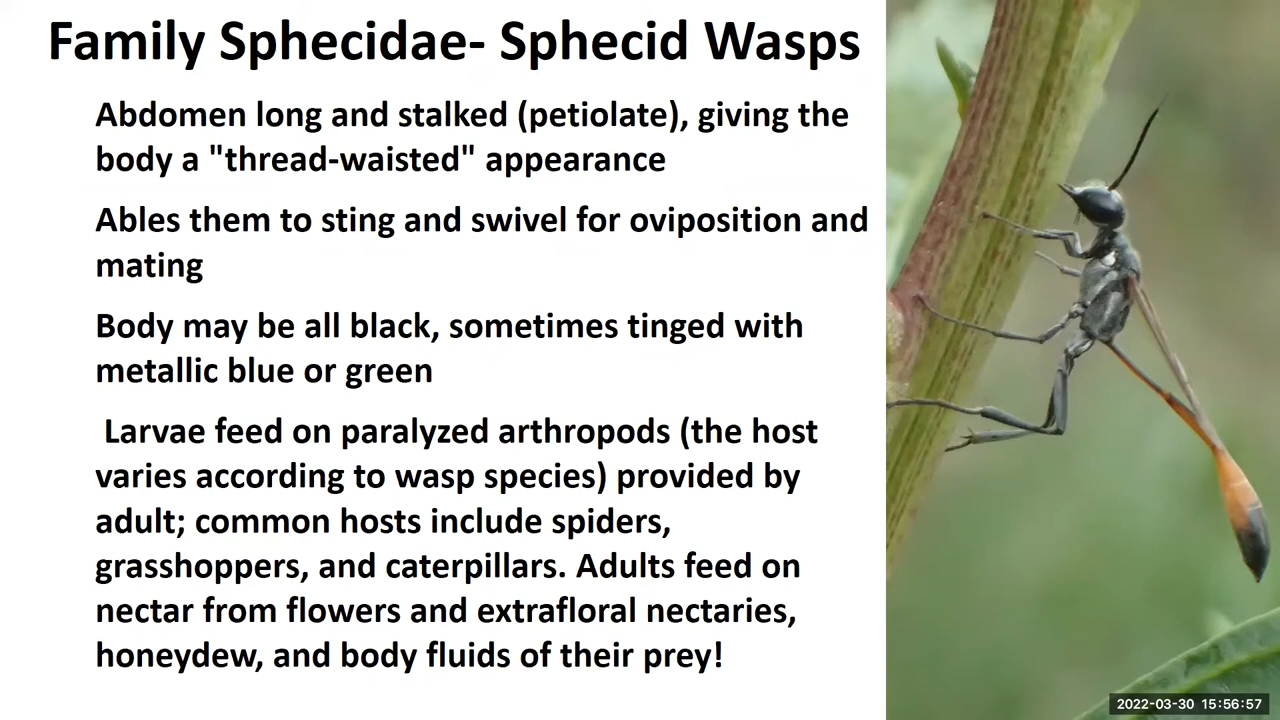 Family Sphecidae- Sphecid Wasps
Abdomen long and stalked (petiolate), giving the
body a "thread-waisted" appearance
Ables them to sting and swivel for oviposition and
mating
Body may be all black, sometimes tinged with
metallic blue or green
Larvae feed on paralyzed arthropods (the host
varies according to wasp species) provided by
adult; common hosts include spiders,
grasshoppers, and caterpillars. Adults feed on
nectar from flowers and extrafloral nectaries,
honeydew, and body fluids of their prey!
2022-03-30 15:56:57